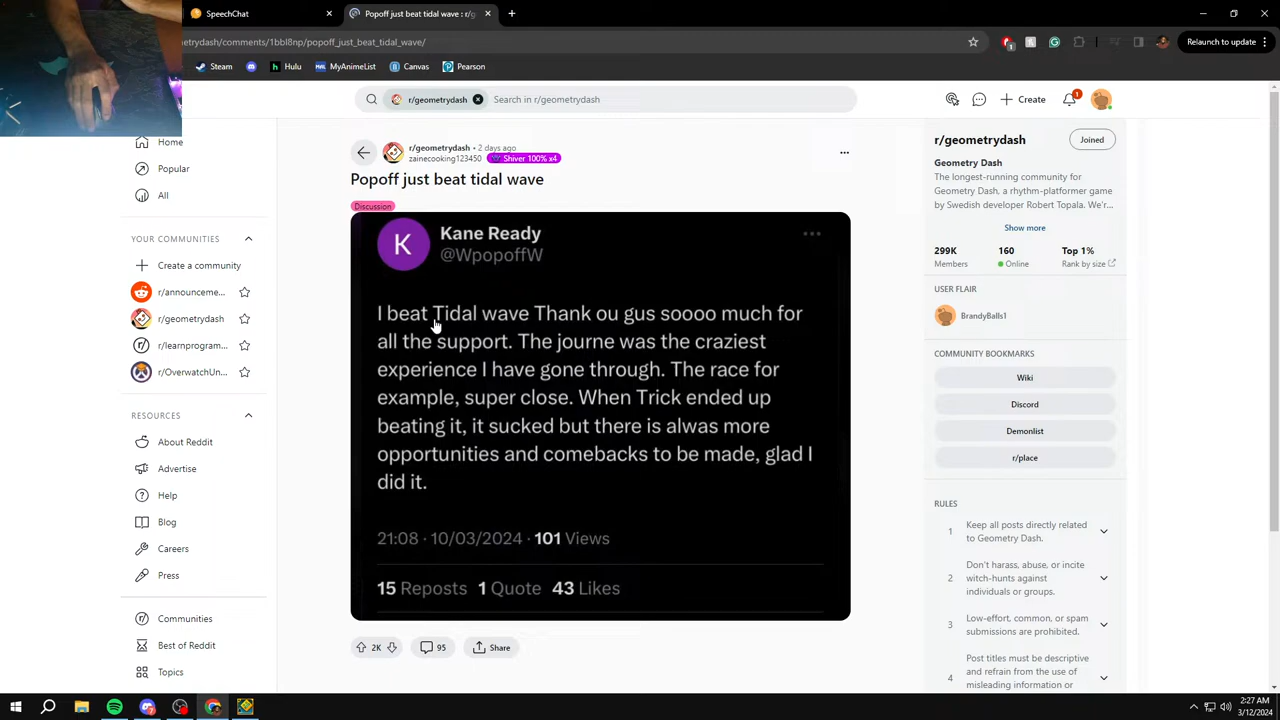 SpeechChat
Popoff just beat tidal wave : r/g
etrydash/comments/1bbl8np/popoff_just_beat_tidal_wave/
Relaunch to update
Steam
Hulu
MyAnimeList
Canvas
Pearson
r/geometrydash
Search in r/geometrydash
Create
1
Home
Popular
All
YOUR COMMUNITIES
Create a community
r/announceme...
r/geometrydash
r/learnprogram...
r/OverwatchUn...
RESOURCES
About Reddit
Advertise
Help
Blog
Careers
Press
Communities
Best of Reddit
Topics
r/geometrydash • 2 days ago
zainecooking123450 Shiver 100% x4
Popoff just beat tidal wave
Discussion
K
Kane Ready
@WpopoffW
I beat Tidal wave Thank ou gus soooo much for
all the support. The journe was the craziest
experience I have gone through. The race for
example, super close. When Trick ended up
beating it, it sucked but there is alwas more
opportunities and comebacks to be made, glad I
did it.
21:08 · 10/03/2024 · 101 Views
15 Reposts 1 Quote 43 Likes
2K
95
Share
r/geometrydash
Joined
Geometry Dash
The longest-running community for
Geometry Dash, a rhythm-platformer game
by Swedish developer Robert Topala. We'r...
Show more
299K 160 Top 1%
Members Online Rank by size
USER FLAIR
BrandyBalls1
COMMUNITY BOOKMARKS
Wiki
Discord
Demonlist
r/place
RULES
1 Keep all posts directly related
to Geometry Dash.
2 Don't harass, abuse, or incite
witch-hunts against
individuals or groups.
3 Low-effort, common, or spam
submissions are prohibited.
4 Post titles must be descriptive
and refrain from the use of
misleading information or
2:27 AM
3/12/2024